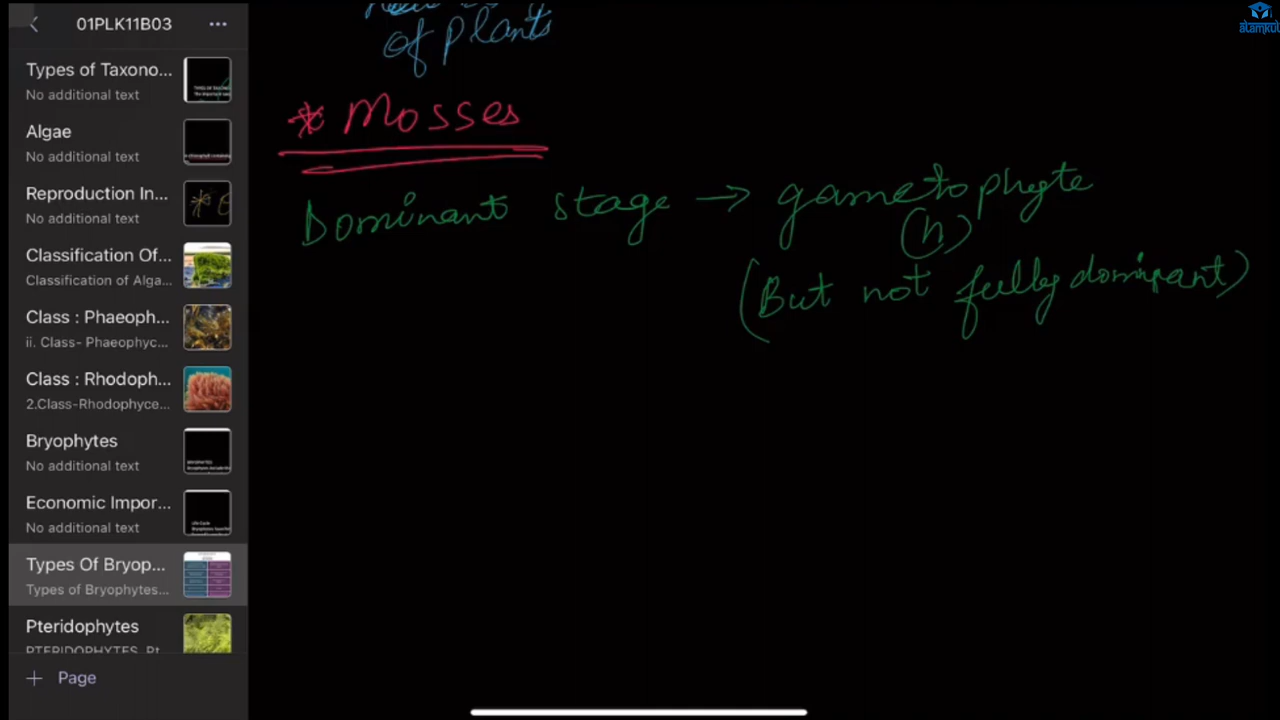 01PLK11B03
Types of Taxono...
No additional text
Algae
No additional text
Reproduction In...
No additional text
Classification Of...
Classification of Alga...
Class : Phaeoph...
ii. Class- Phaeophyc...
Class : Rhodoph...
2.Class-Rhodophyce...
Bryophytes
No additional text
Economic Impor...
No additional text
Types Of Bryop...
Types of Bryophytes...
Pteridophytes
PTERIDOPHYTES Pt
+ Page
of plants
* Mosses
Dominant stage → gametophyte
(n)
(But not fully dominant)
alamkul